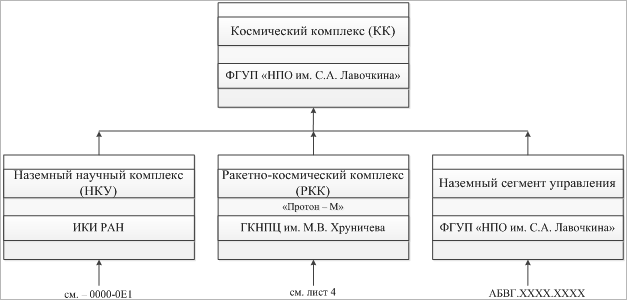 Космический комплекс (КК)
ФГУП «НПО им. С.А. Лавочкина»
Наземный научный комплекс
(НКУ)
ИКИ РАН
Ракетно-космический комплекс
(РКК)
«Протон – М»
ГКНПЦ им. М.В. Хруничева
Наземный сегмент управления
ФГУП «НПО им. С.А. Лавочкина»
см. – 0000-0Е1
см. лист 4
АБВГ.XXXX.XXXX